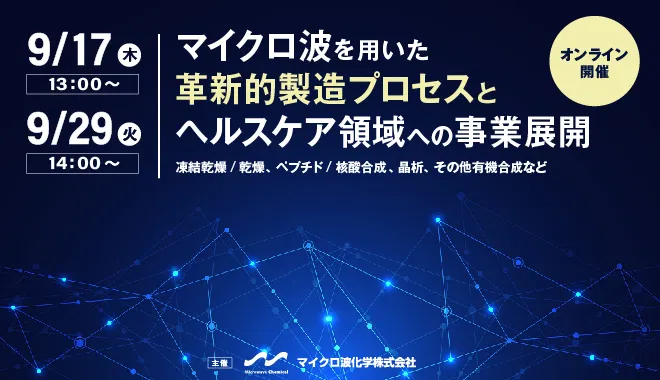 9/17 木
13:00～
9/29 火
14:00～
マイクロ波を用いた
革新的製造プロセスと
ヘルスケア領域への事業展開
凍結乾燥 / 乾燥、ペプチド / 核酸合成、晶析、その他有機合成など
オンライン
開催
主催 Microwave Chemical マイクロ波化学株式会社